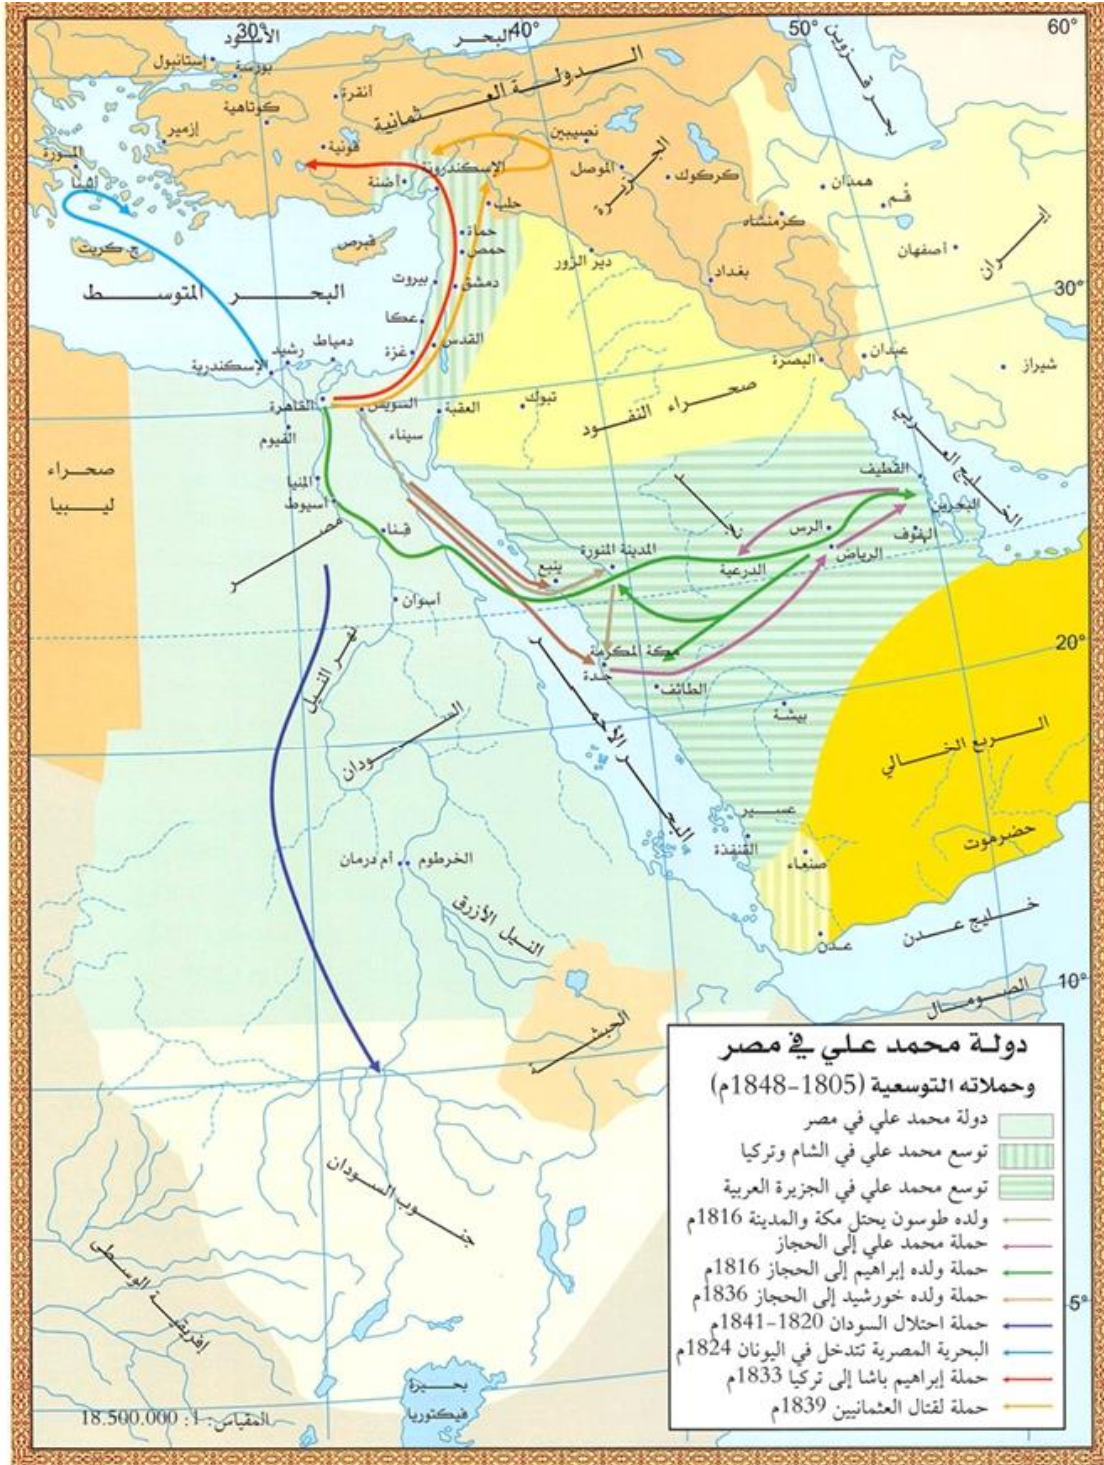 30°
40°
50°
60°
الأسود
البحر
إستانبول
بورسة
بحر قزوين
الدولة العثمانية
أنقرة
كوتاهية
إزمير
قونية
نصيبين
الجزيرة
المورة
أثينا
أضنة
الإسكندرونة
الموصل
كركوك
همدان
قُم
حلب
كرمنشاه
إيران
ج. كريت
قبرص
حماة
حمص
دير الزور
أصفهان
بغداد
البحر المتوسط
بيروت
دمشق
30°
عكا
القدس
غزة
دمياط
رشيد
الإسكندرية
البصرة
عبدان
شيراز
القاهرة
السويس
العقبة
تبوك
صحراء النفود
سيناء
الفيوم
الخليج العربي
صحراء
ليبيا
المنيا
أسيوط
القطيف
البحرين
نجد
الرس
الهفوف
مصر
قنا
المدينة المنورة
ينبع
الدرعية
الرياض
أسوان
نهر النيل
20°
مكة المكرمة
جدة
الطائف
بيشة
البحر الأحمر
السودان
الربع الخالي
عسير
القنفذة
صنعاء
حضرموت
الخرطوم
أم درمان
النيل الأزرق
خليج عدن
عدن
10°
الصومال
الحبشة
دولة محمد علي في مصر
وحملاته التوسعية (1805-1848م)
دولة محمد علي في مصر
توسع محمد علي في الشام وتركيا
توسع محمد علي في الجزيرة العربية
ولده طوسون يحتل مكة والمدينة 1816م
حملة محمد علي إلى الحجاز
حملة ولده إبراهيم إلى الحجاز 1816م
حملة ولده خورشيد إلى الحجاز 1836م
حملة احتلال السودان 1820-1841م
البحرية المصرية تتدخل في اليونان 1824م
حملة إبراهيم باشا إلى تركيا 1833م
حملة لقتال العثمانيين 1839م
جنوب السودان
إفريقية الوسطى
5°
بحيرة
فيكتوريا
المقياس: 1: 18.500.000